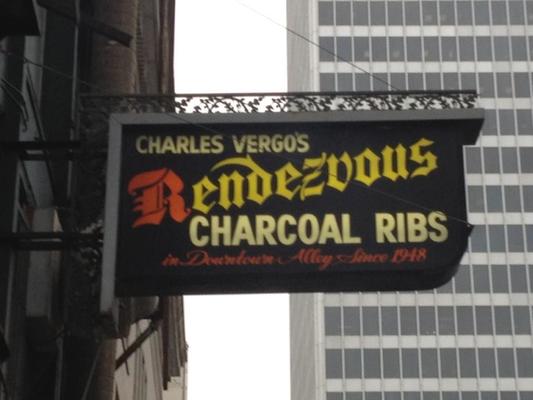 CHARLES VERGO'S
Rendezvous
CHARCOAL RIBS
in Downtown Alley Since 1948